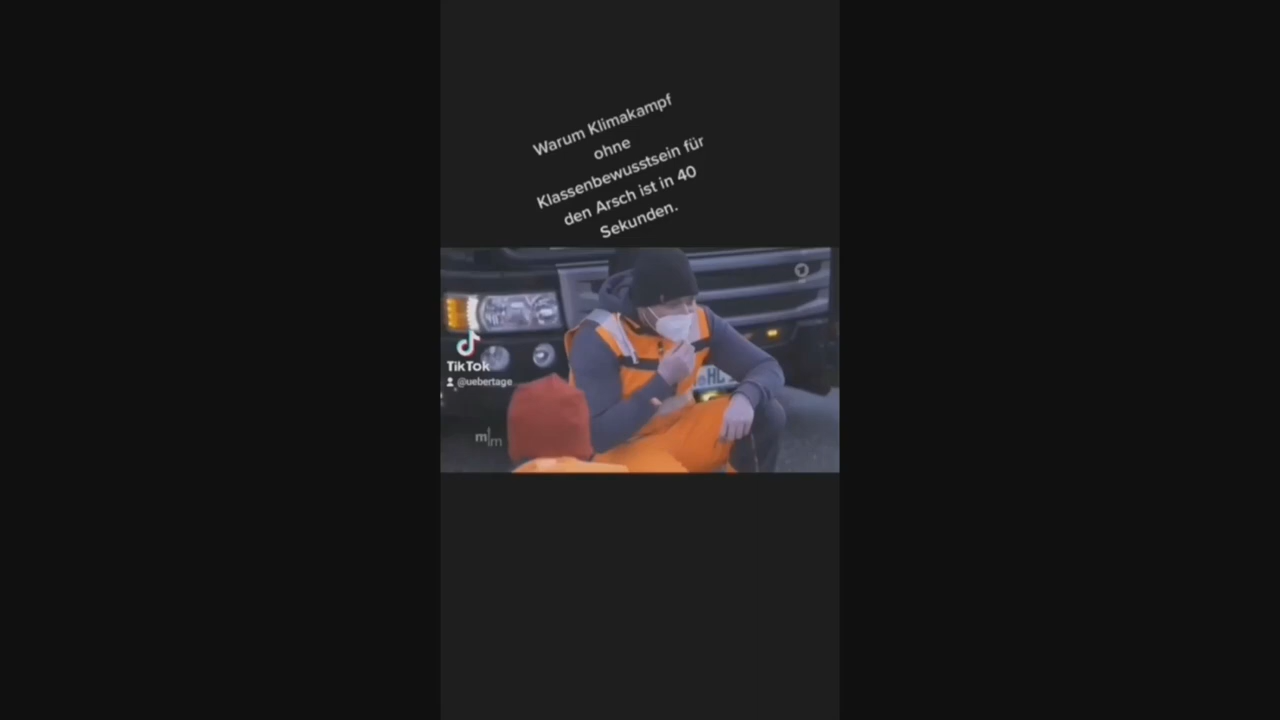 Warum Klimakampf
ohne
Klassenbewusstsein für
den Arsch ist in 40
Sekunden.
TikTok
@uebertage
m|m